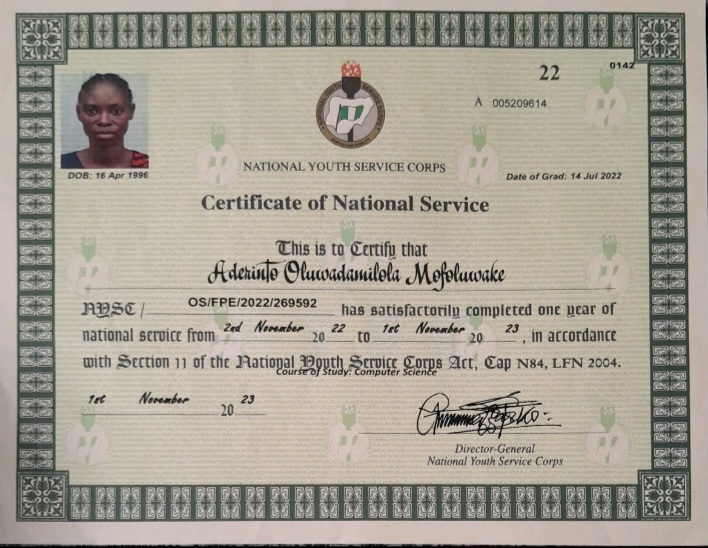 22
0142
A 005209614
DOB: 16 Apr 1996
NATIONAL YOUTH SERVICE CORPS
Date of Grad: 14 Jul 2022
Certificate of National Service
This is to Certify that
Aderinto Oluwadamilola Mofoluwake
NYSC/ OS/FPE/2022/269592 has satisfactorily completed one year of
national service from 2nd November 20 22 to 1st November 20 23, in accordance
with Section 11 of the National Youth Service Corps Act, Cap N84, LFN 2004.
Course of Study: Computer Science
1st November 20 23
Director-General
National Youth Service Corps